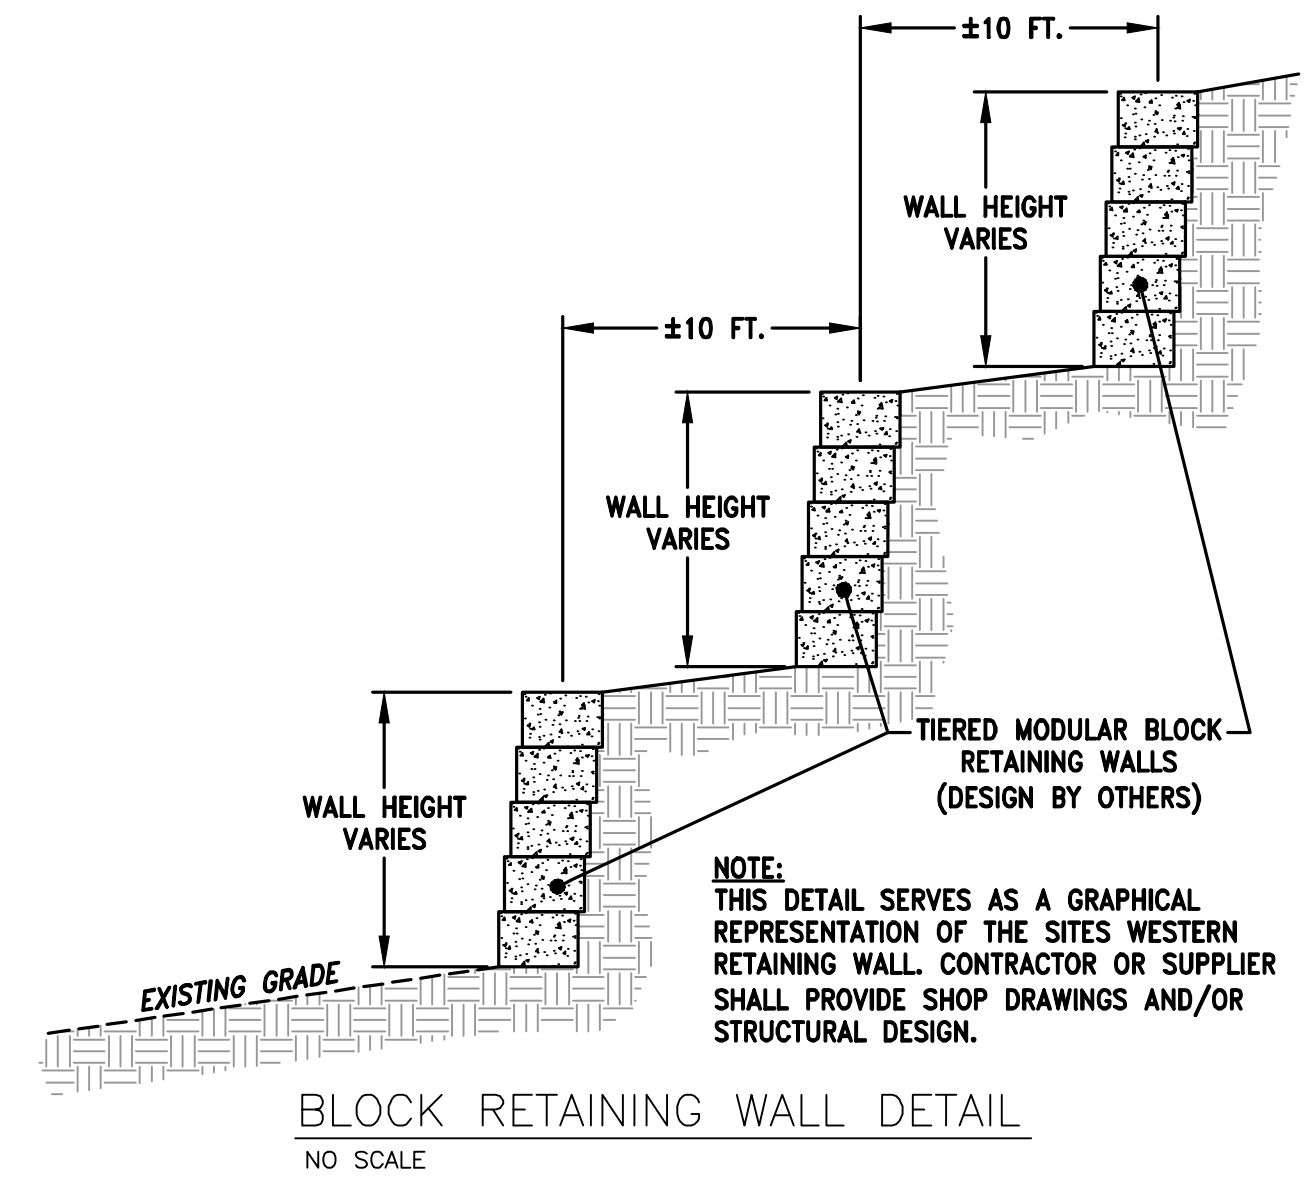 ±10 FT.
WALL HEIGHT
VARIES
±10 FT.
WALL HEIGHT
VARIES
TIERED MODULAR BLOCK
RETAINING WALLS
(DESIGN BY OTHERS)
WALL HEIGHT
VARIES
NOTE:
THIS DETAIL SERVES AS A GRAPHICAL
REPRESENTATION OF THE SITES WESTERN
RETAINING WALL. CONTRACTOR OR SUPPLIER
SHALL PROVIDE SHOP DRAWINGS AND/OR
STRUCTURAL DESIGN.
EXISTING GRADE
BLOCK RETAINING WALL DETAIL
NO SCALE